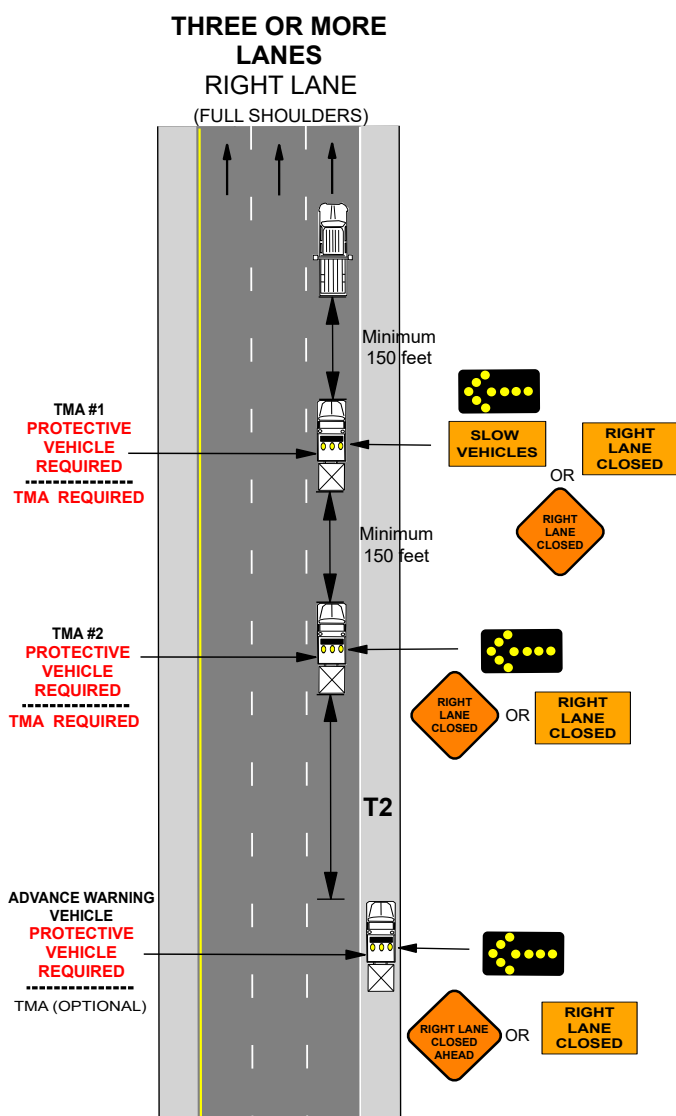 THREE OR MORE
LANES
RIGHT LANE
(FULL SHOULDERS)
Minimum
150 feet
TMA #1
PROTECTIVE
VEHICLE
REQUIRED
TMA REQUIRED
SLOW
VEHICLES
OR
RIGHT
LANE
CLOSED
RIGHT
LANE
CLOSED
Minimum
150 feet
TMA #2
PROTECTIVE
VEHICLE
REQUIRED
TMA REQUIRED
RIGHT
LANE
CLOSED
OR
RIGHT
LANE
CLOSED
T2
ADVANCE WARNING
VEHICLE
PROTECTIVE
VEHICLE
REQUIRED
TMA (OPTIONAL)
RIGHT LANE
CLOSED
AHEAD
OR
RIGHT
LANE
CLOSED